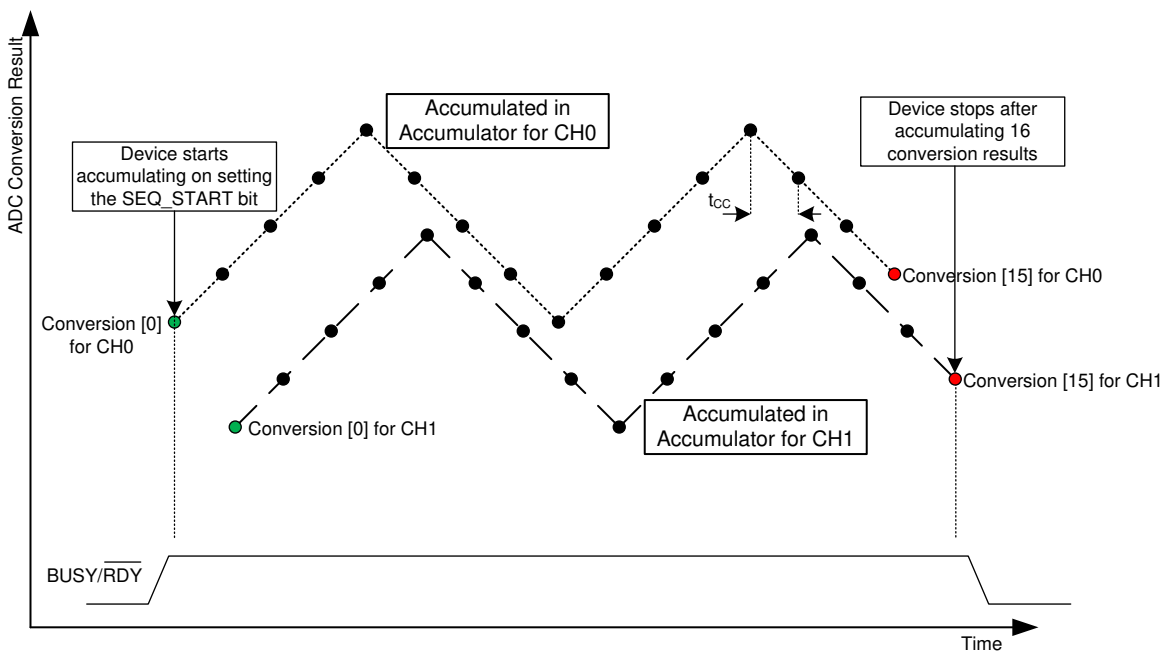 ADC Conversion Result
Accumulated in
Accumulator for CH0
Device stops after
accumulating 16
conversion results
Device starts
accumulating on setting
the SEQ_START bit
tCC
Conversion [15] for CH0
Conversion [0]
for CH0
Conversion [15] for CH1
Conversion [0] for CH1
Accumulated in
Accumulator for CH1
BUSY/R̅D̅Y̅
Time